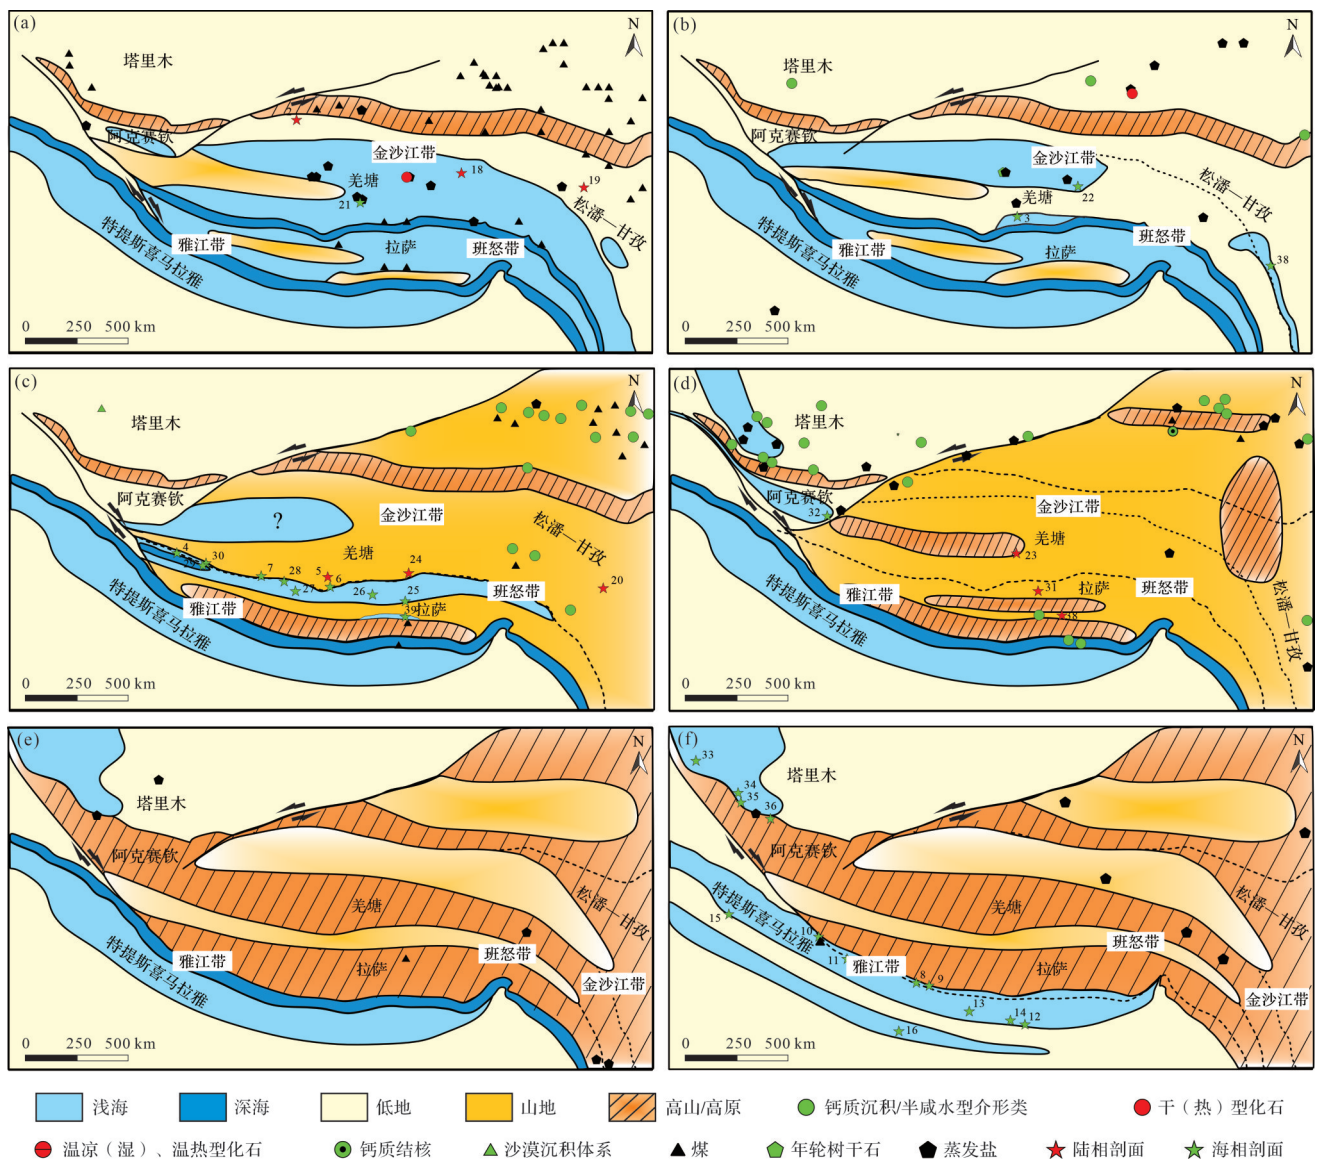 (a)
N
塔里木
2
阿克赛钦
金沙江带
18
19
羌塘
21
松潘—甘孜
特提斯喜马拉雅
雅江带
拉萨
班怒带
0 250 500 km
(b)
N
塔里木
阿克赛钦
金沙江带
22
羌塘
3
松潘—甘孜
特提斯喜马拉雅
雅江带
拉萨
班怒带
38
0 250 500 km
(c)
N
塔里木
阿克赛钦
?
金沙江带
松潘—甘孜
4
29
30
羌塘
7
28
27
5
6
24
26
25
20
39
拉萨
班怒带
雅江带
特提斯喜马拉雅
0 250 500 km
(d)
N
塔里木
阿克赛钦
32
金沙江带
羌塘
23
31
拉萨
班怒带
38
雅江带
特提斯喜马拉雅
松潘—甘孜
0 250 500 km
(e)
N
塔里木
阿克赛钦
羌塘
松潘—甘孜
班怒带
雅江带
拉萨
金沙江带
特提斯喜马拉雅
0 250 500 km
(f)
N
33
塔里木
34
35
36
阿克赛钦
特提斯喜马拉雅
羌塘
松潘—甘孜
15
10
11
班怒带
雅江带
拉萨
8
9
金沙江带
13
14
12
16
0 250 500 km
浅海 深海 低地 山地 高山/高原 钙质沉积/半咸水型介形类 干（热）型化石
温凉（湿）、温热型化石 钙质结核 沙漠沉积体系 煤 年轮树干石 蒸发盐 陆相剖面 海相剖面